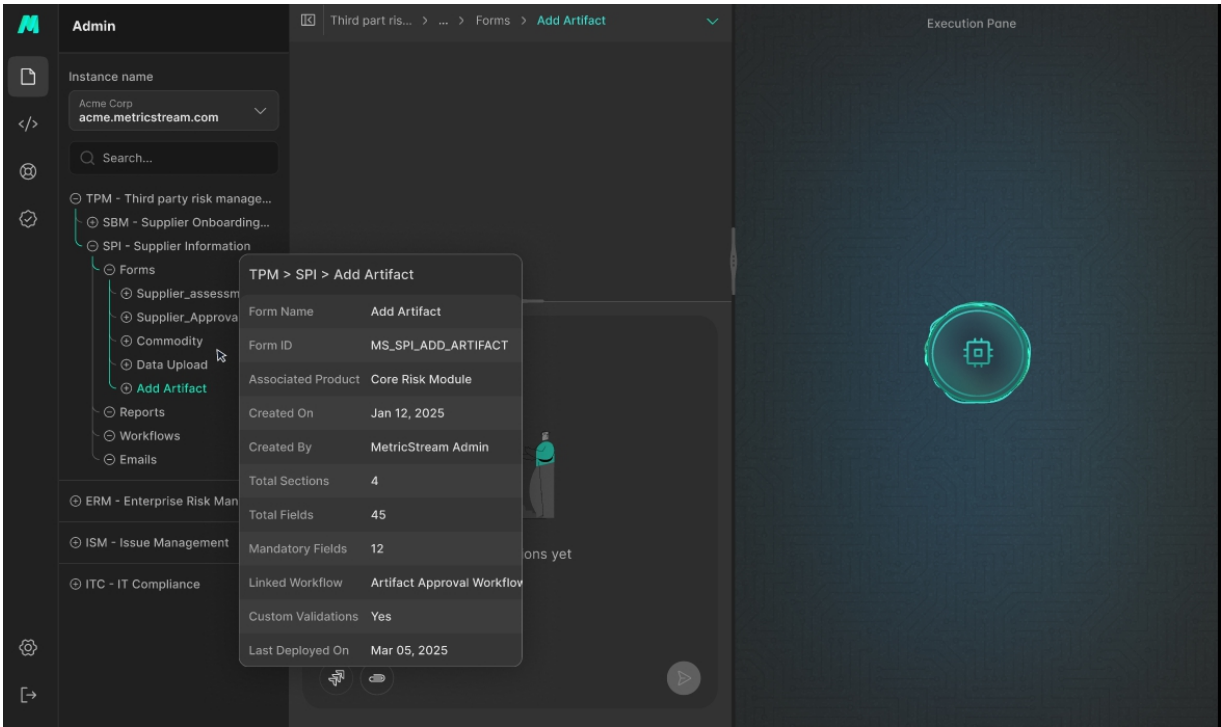 Admin
Third part ris... > ... > Forms > Add Artifact
Execution Pane
Instance name
Acme Corp
acme.metricstream.com
Search...
TPM - Third party risk manage...
SBM - Supplier Onboarding...
SPI - Supplier Information
Forms
Supplier_assessm
Supplier_Approva
Commodity
Data Upload
Add Artifact
Reports
Workflows
Emails
ERM - Enterprise Risk Man
ISM - Issue Management
ITC - IT Compliance
TPM > SPI > Add Artifact
Form Name Add Artifact
Form ID MS_SPI_ADD_ARTIFACT
Associated Product Core Risk Module
Created On Jan 12, 2025
Created By MetricStream Admin
Total Sections 4
Total Fields 45
Mandatory Fields 12
Linked Workflow Artifact Approval Workflow
Custom Validations Yes
Last Deployed On Mar 05, 2025
ons yet